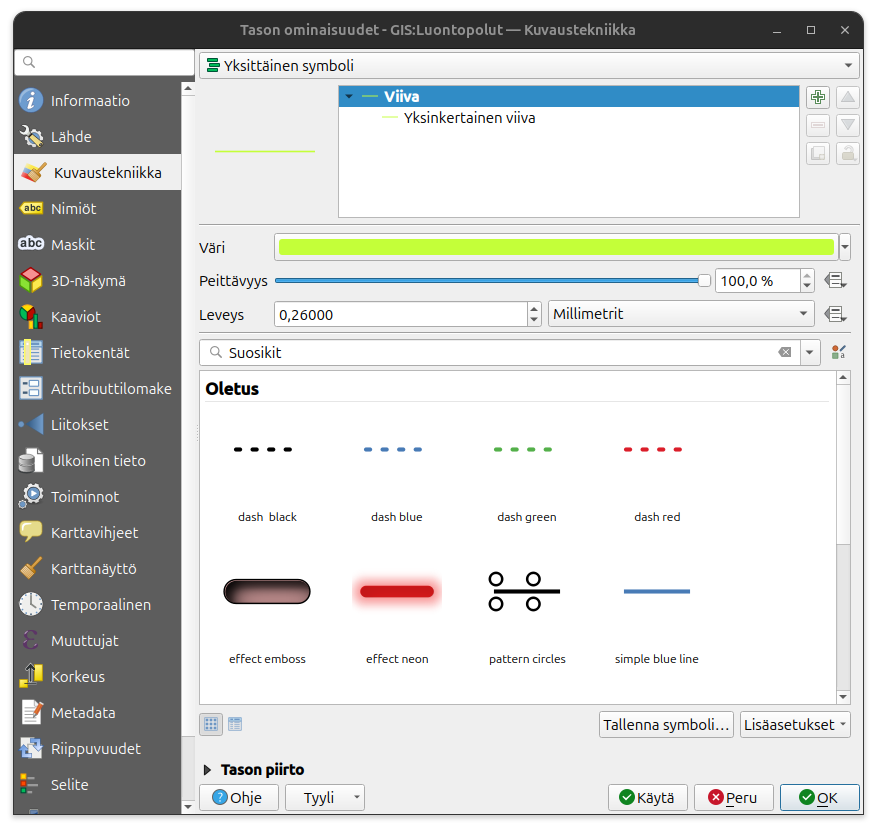 Tason ominaisuudet - GIS:Luontopolut — Kuvaustekniikka
Informaatio
Lähde
Kuvaustekniikka
abc Nimiöt
abc Maskit
3D-näkymä
Kaaviot
Tietokentät
Attribuuttilomake
Liitokset
Ulkoinen tieto
Toiminnot
Karttavihjeet
Karttanäyttö
Temporaalinen
Muuttujat
Korkeus
Metadata
Riippuvuudet
Selite
Yksittäinen symboli
Viiva
Yksinkertainen viiva
Väri
Peittävyys 100,0 %
Leveys 0,26000 Millimetrit
Suosikit
Oletus
dash black dash blue dash green dash red
effect emboss effect neon pattern circles simple blue line
Tallenna symboli… Lisäasetukset
Tason piirto
Ohje Tyyli Käytä Peru OK